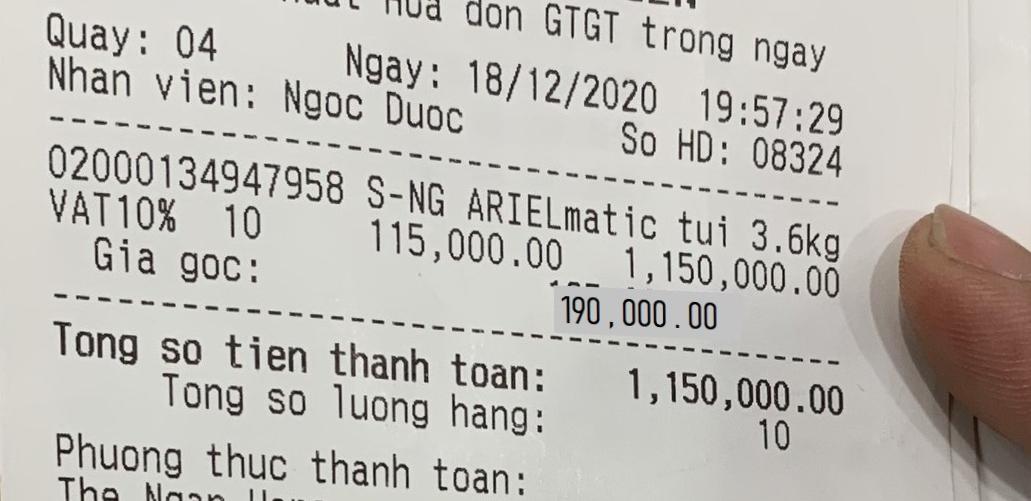 Hoa don GTGT trong ngay
Quay: 04 Ngay: 18/12/2020 19:57:29
Nhan vien: Ngoc Duoc So HD: 08324
02000134947958 S-NG ARIELmatic tui 3.6kg
VAT10% 10 115,000.00 1,150,000.00
Gia goc: 190,000.00
Tong so tien thanh toan: 1,150,000.00
Tong so luong hang: 10
Phuong thuc thanh toan:
The Ngan